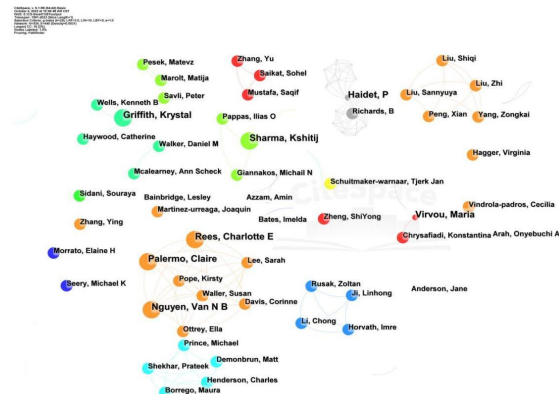 Pesek, Matevz
Marolt, Matija
Savli, Peter
Wells, Kenneth B
Griffith, Krystal
Haywood, Catherine
Walker, Daniel M
Mcalearney, Ann Scheck
Zhang, Yu
Saikat, Sohel
Mustafa, Saqif
Pappas, Ilias O
Sharma, Kshitij
Giannakos, Michail N
Haidet, P
Richards, B
Liu, Shiqi
Liu, Zhi
Liu, Sannyuya
Peng, Xian
Yang, Zongkai
Hagger, Virginia
Schuitmaker-warnaar, Tjerk Jan
CiteSpace
Sidani, Souraya
Bainbridge, Lesley
Azzam, Amin
Martinez-urreaga, Joaquin
Zhang, Ying
Bates, Imelda
Zheng, ShiYong
Virvou, Maria
Vindrola-padros, Cecilia
Chrysafiadi, Konstantina
Arah, Onyebuchi A
Morrato, Elaine H
Seery, Michael K
Rees, Charlotte E
Palermo, Claire
Lee, Sarah
Pope, Kirsty
Waller, Susan
Nguyen, Van N B
Davis, Corinne
Ottrey, Ella
Rusak, Zoltan
Ji, Linhong
Li, Chong
Horvath, Imre
Anderson, Jane
Prince, Michael
Demonbrun, Matt
Shekhar, Prateek
Henderson, Charles
Borrego, Maura